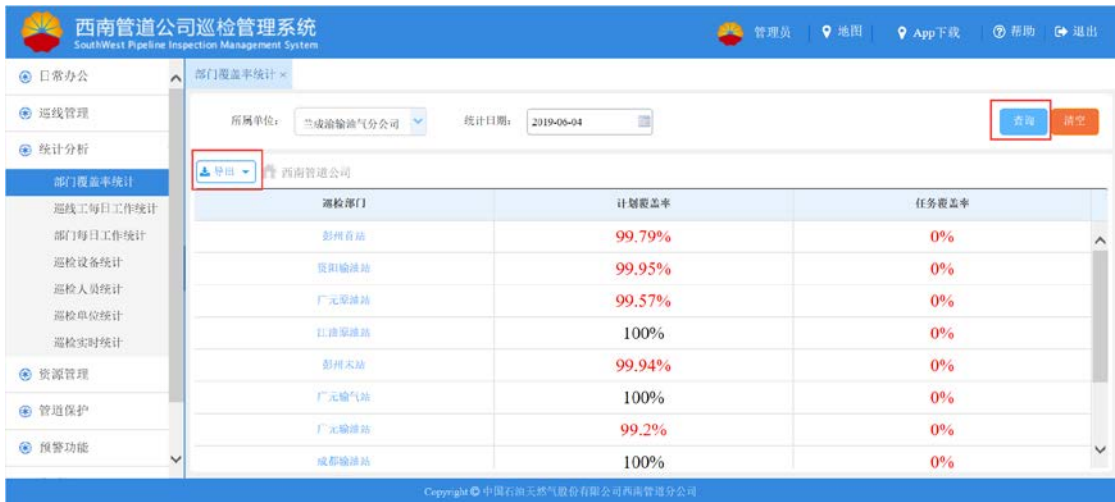 西南管道公司巡检管理系统
SouthWest Pipeline Inspection Management System
管理员 地图 App下载 帮助 退出
日常办公
巡线管理
统计分析
部门覆盖率统计
巡线工每日工作统计
部门每日工作统计
巡检设备统计
巡检人员统计
巡检单位统计
巡检实时统计
资源管理
管道保护
预警功能
部门覆盖率统计 ×
所属单位： 兰成渝输油气分公司 统计日期： 2019-06-04 查询 清空
导出 西南管道公司
巡检部门 计划覆盖率 任务覆盖率
彭州首站 99.79% 0%
资阳输油站 99.95% 0%
广元原油站 99.57% 0%
江油原油站 100% 0%
彭州末站 99.94% 0%
广元输气站 100% 0%
广元输油站 99.2% 0%
成都输油站 100% 0%
Copyright © 中国石油天然气股份有限公司西南管道分公司